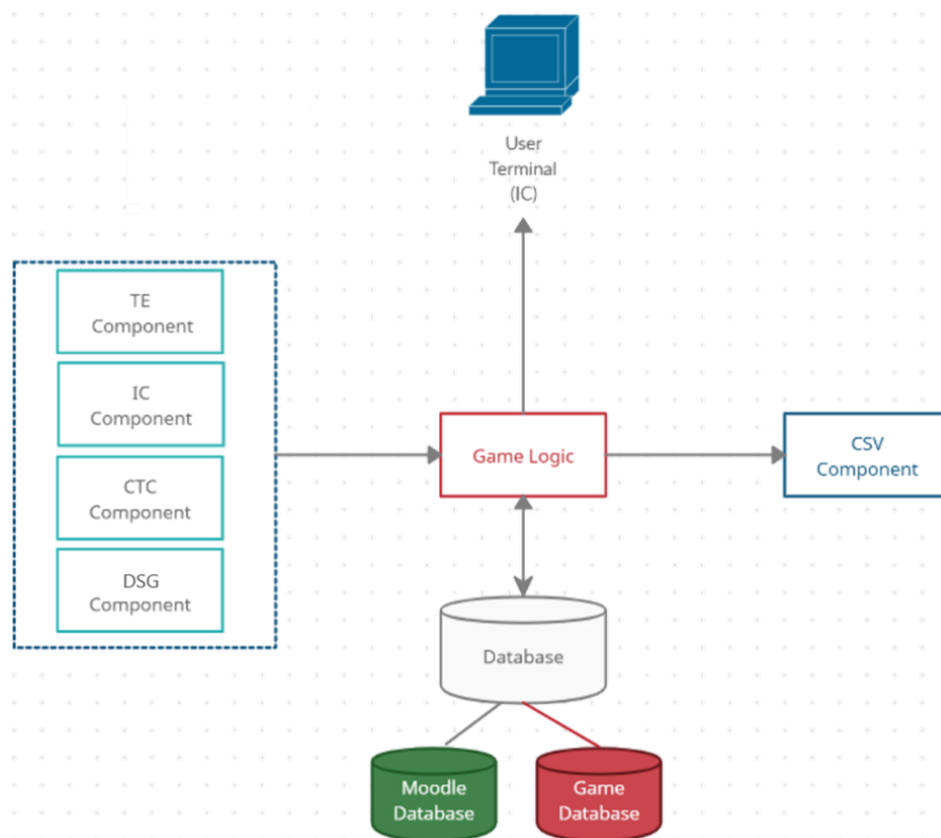 User
Terminal
(IC)
TE
Component
IC
Component
CTC
Component
DSG
Component
Game Logic
CSV
Component
Database
Moodle
Database
Game
Database